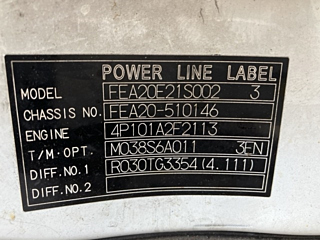 POWER LINE LABEL
MODEL FEA20E21S002 3
CHASSIS NO. FEA20-510146
ENGINE 4P101A2F2113
T/M.OPT. M038S6A011 3EN
DIFF.NO.1 R030TG3354(4.111)
DIFF.NO.2